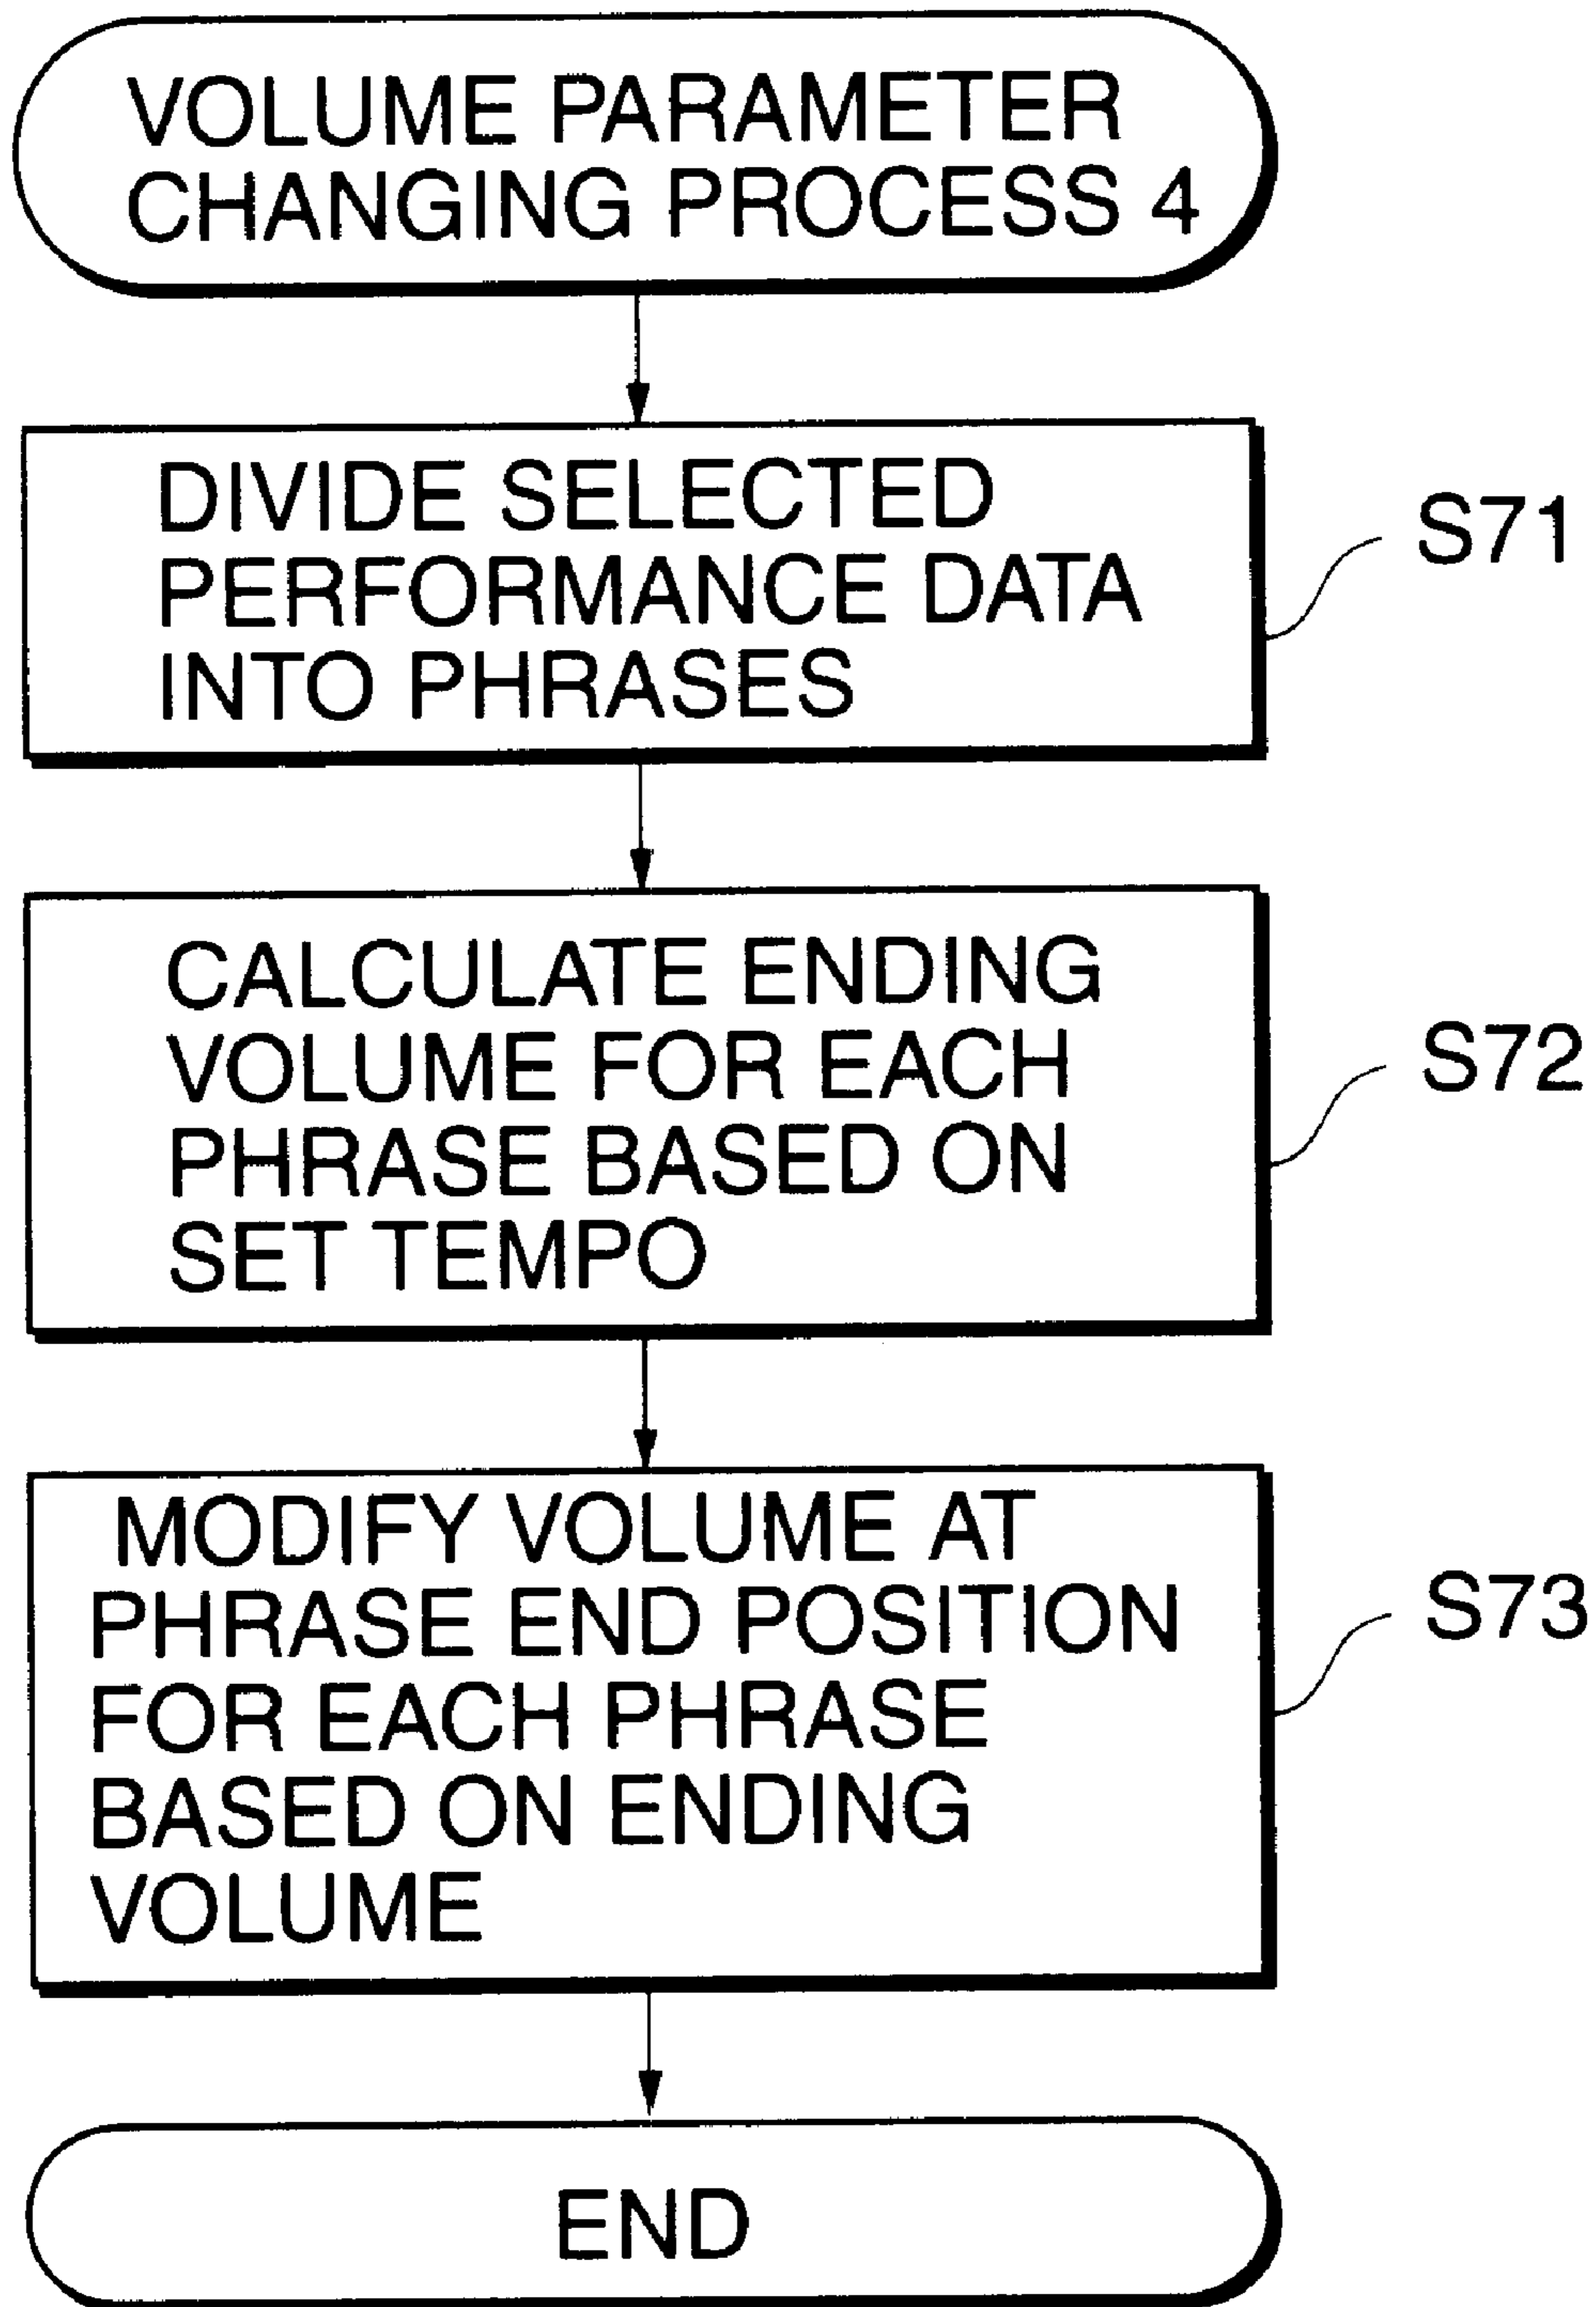 VOLUME PARAMETER
CHANGING PROCESS 4
DIVIDE SELECTED
PERFORMANCE DATA
INTO PHRASES
S71
CALCULATE ENDING
VOLUME FOR EACH
PHRASE BASED ON
SET TEMPO
S72
MODIFY VOLUME AT
PHRASE END POSITION
FOR EACH PHRASE
BASED ON ENDING
VOLUME
S73
END